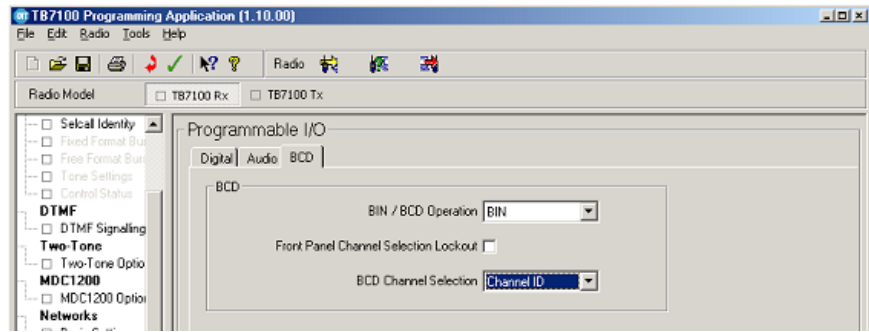 TB7100 Programming Application (1.10.00)
File Edit Radio Tools Help
Radio
Radio Model
TB7100 Rx
TB7100 Tx
Selcall Identity
Fixed Format Bur
Free Format Burs
Tone Settings
Control Status
DTMF
DTMF Signalling
Two-Tone
Two-Tone Optio
MDC1200
MDC1200 Option
Networks
Programmable I/O
Digital Audio BCD
BCD
BIN / BCD Operation BIN
Front Panel Channel Selection Lockout
BCD Channel Selection Channel ID